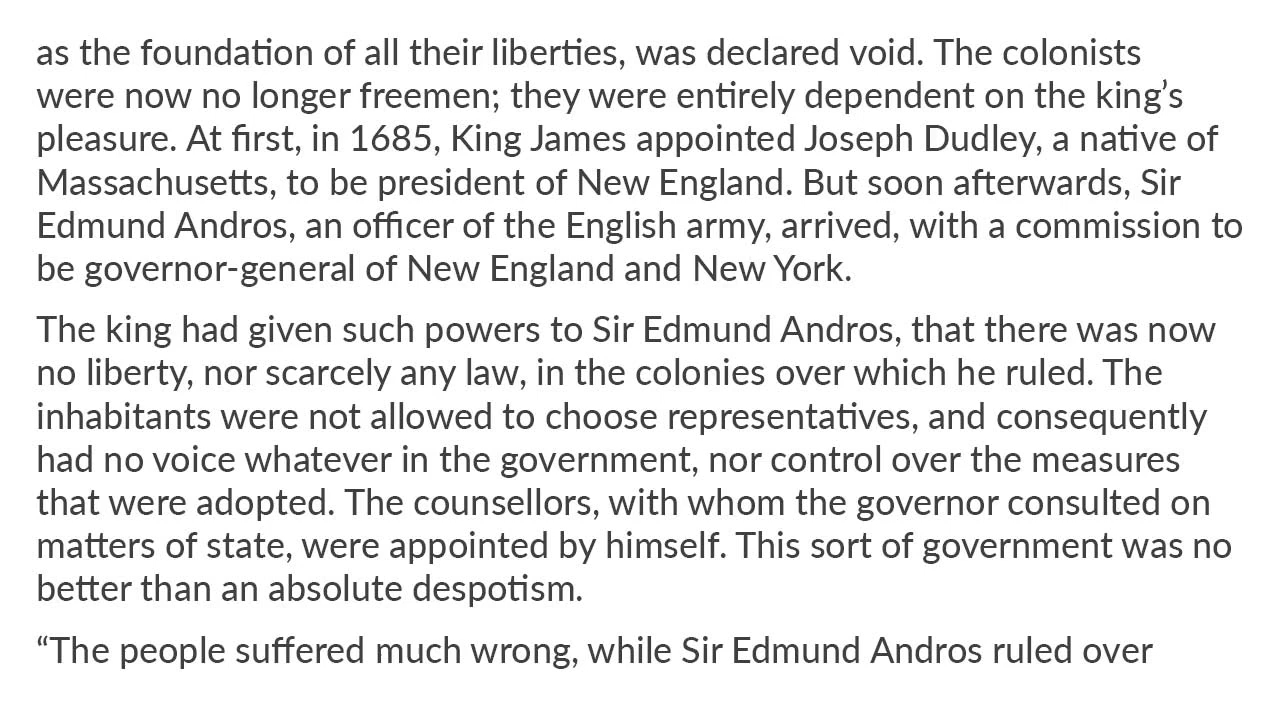 as the foundation of all their liberties, was declared void. The colonists
were now no longer freemen; they were entirely dependent on the king’s
pleasure. At first, in 1685, King James appointed Joseph Dudley, a native of
Massachusetts, to be president of New England. But soon afterwards, Sir
Edmund Andros, an officer of the English army, arrived, with a commission to
be governor-general of New England and New York.
The king had given such powers to Sir Edmund Andros, that there was now
no liberty, nor scarcely any law, in the colonies over which he ruled. The
inhabitants were not allowed to choose representatives, and consequently
had no voice whatever in the government, nor control over the measures
that were adopted. The counsellors, with whom the governor consulted on
matters of state, were appointed by himself. This sort of government was no
better than an absolute despotism.
“The people suffered much wrong, while Sir Edmund Andros ruled over